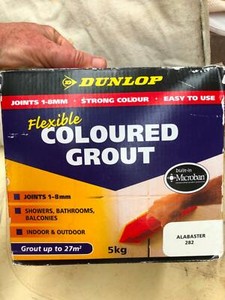 DUNLOP
JOINTS 1-8MM • STRONG COLOUR • EASY TO USE
Flexible
COLOURED
GROUT
JOINTS 1-8mm
SHOWERS, BATHROOMS,
BALCONIES
INDOOR & OUTDOOR
Grout up to 27m²
5kg
Built-in
Microban
ALABASTER
282